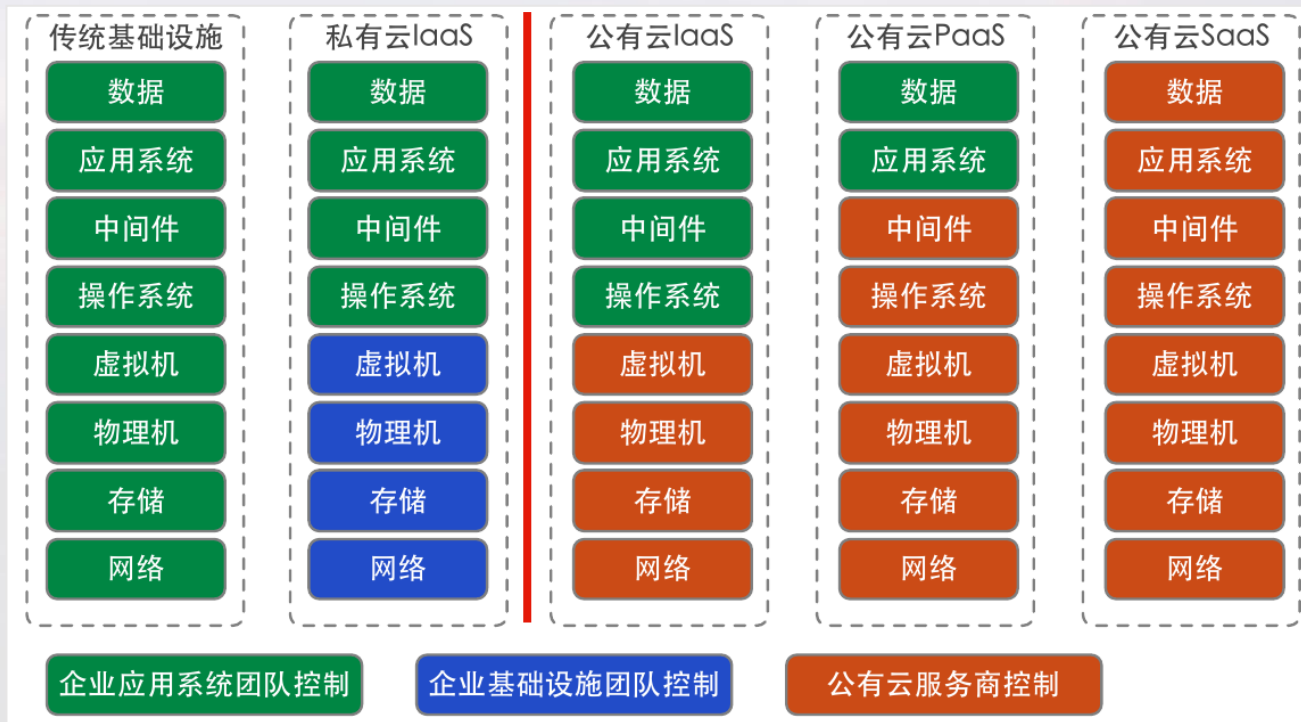 传统基础设施
数据
应用系统
中间件
操作系统
虚拟机
物理机
存储
网络
私有云IaaS
数据
应用系统
中间件
操作系统
虚拟机
物理机
存储
网络
公有云IaaS
数据
应用系统
中间件
操作系统
虚拟机
物理机
存储
网络
公有云PaaS
数据
应用系统
中间件
操作系统
虚拟机
物理机
存储
网络
公有云SaaS
数据
应用系统
中间件
操作系统
虚拟机
物理机
存储
网络
企业应用系统团队控制
企业基础设施团队控制
公有云服务商控制